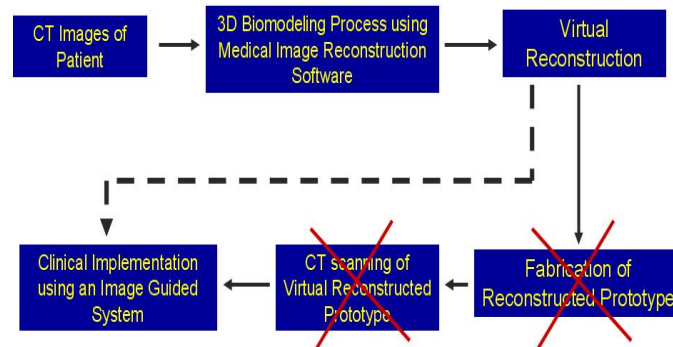 CT Images of
Patient
3D Biomodeling Process using
Medical Image Reconstruction
Software
Virtual
Reconstruction
Clinical Implementation
using an Image Guided
System
CT scanning of
Virtual Reconstructed
Prototype
Fabrication of
Reconstructed Prototype